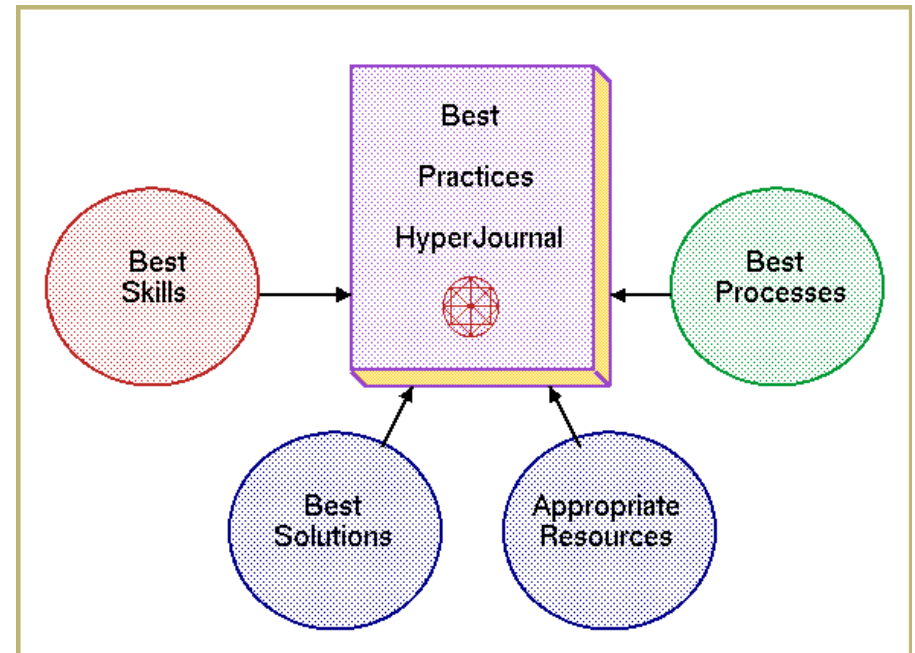 Best
Practices
HyperJournal
Best
Skills
Best
Processes
Best
Solutions
Appropriate
Resources